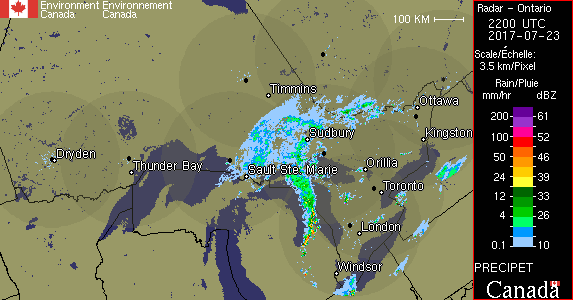 Environment Environnement
Canada Canada
100 KM
Timmins
Ottawa
Sudbury
Kingston
Dryden
Thunder Bay
Sault Ste. Marie
Orillia
Toronto
London
Windsor
Radar - Ontario
2200 UTC
2017-07-23
Scale/Échelle:
3.5 km/Pixel
Rain/Pluie
mm/hr dBZ
200 61
100 52
50 46
24 39
12 33
4 26
0.1 10
PRECIPET
Canada